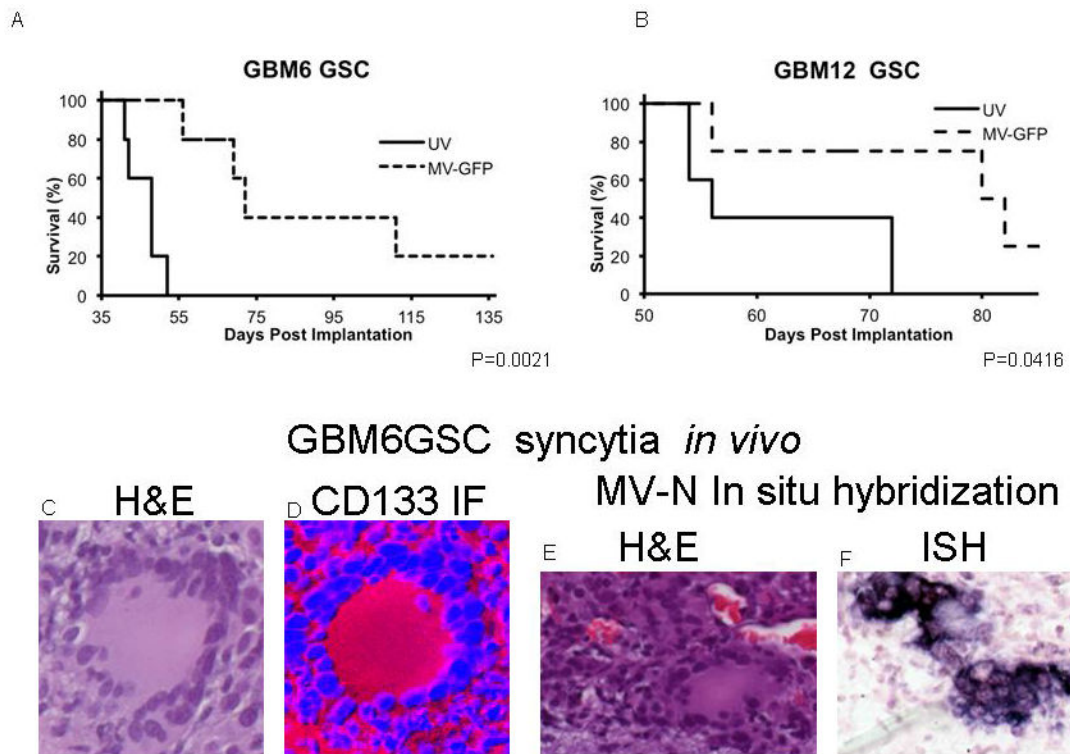 A
GBM6 GSC
100
80
60
40
20
0
Survival (%)
UV
MV-GFP
35 55 75 95 115 135
Days Post Implantation
P=0.0021
B
GBM12 GSC
100
80
60
40
20
0
Survival (%)
UV
MV-GFP
50 60 70 80
Days Post Implantation
P=0.0416
GBM6GSC syncytia in vivo
C H&E
D CD133 IF
MV-N In situ hybridization
E H&E
F ISH